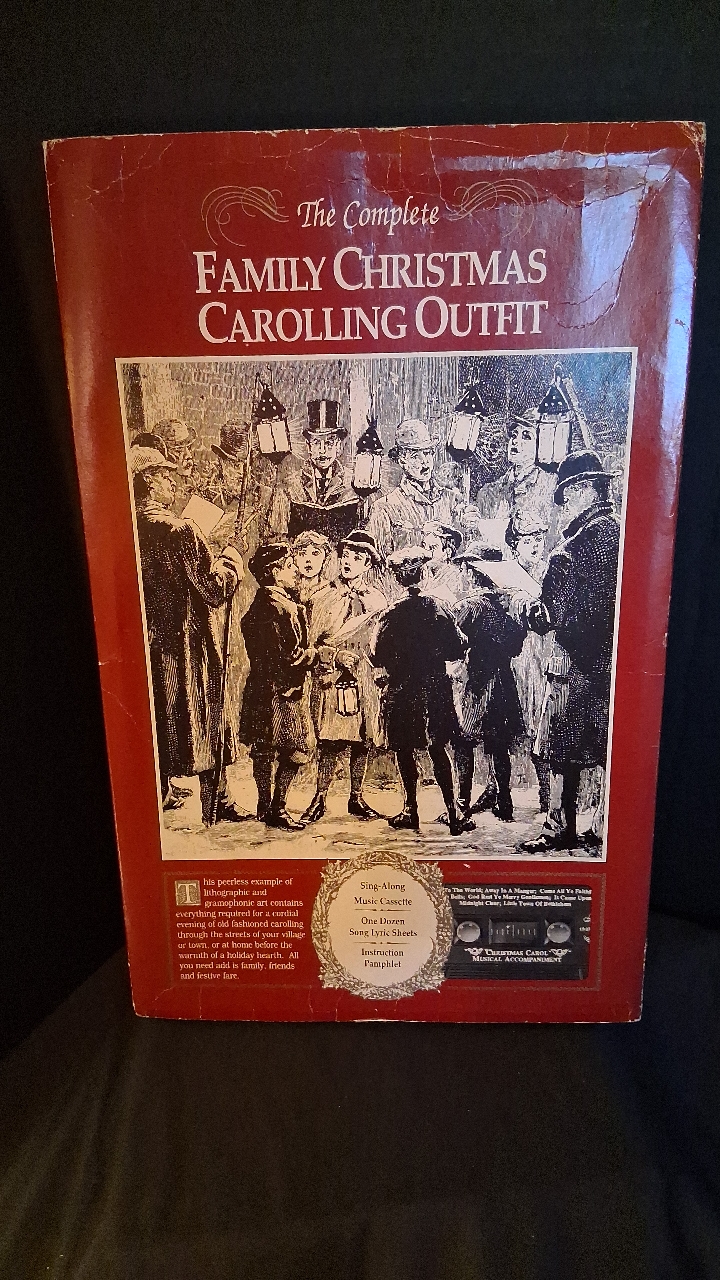 The Complete
FAMILY CHRISTMAS
CAROLLING OUTFIT
This peerless example of
lithographic and
gramophonic art contains
everything required for a cordial
evening of old fashioned carolling
through the streets of your village
or town, or at home before the
warmth of a holiday hearth. All
you need add is family, friends
and festive fare.
Sing-Along
Music Cassette
One Dozen
Song Lyric Sheets
Instruction
Pamphlet
To The World; Away In A Manger; Come All Ye Faithf
Bells; God Rest Ye Merry Gentlemen; It Came Upon
Midnight Clear; Little Town Of Bethlehem
CHRISTMAS CAROL
MUSICAL ACCOMPANIMENT